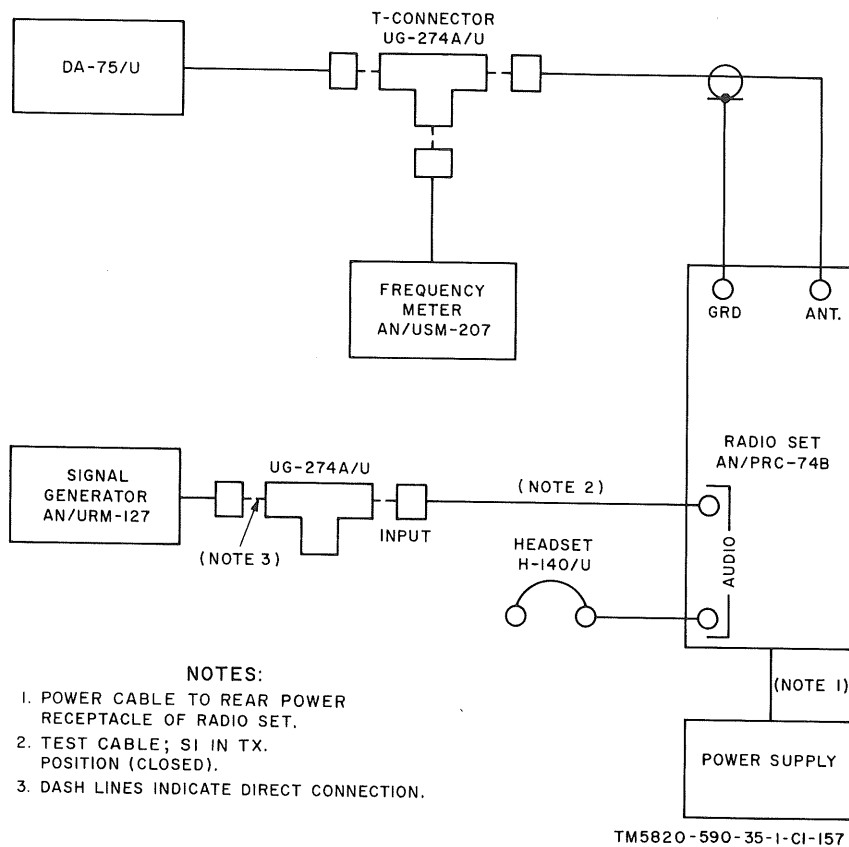 T-CONNECTOR
UG-274A/U
DA-75/U
FREQUENCY
METER
AN/USM-207
GRD
ANT.
RADIO SET
AN/PRC-74B
SIGNAL
GENERATOR
AN/URM-127
UG-274A/U
(NOTE 3)
INPUT
(NOTE 2)
HEADSET
H-140/U
AUDIO
NOTES:
1. POWER CABLE TO REAR POWER
RECEPTACLE OF RADIO SET.
2. TEST CABLE; S1 IN TX.
POSITION (CLOSED).
3. DASH LINES INDICATE DIRECT CONNECTION.
(NOTE 1)
POWER SUPPLY
TM5820-590-35-1-C1-157